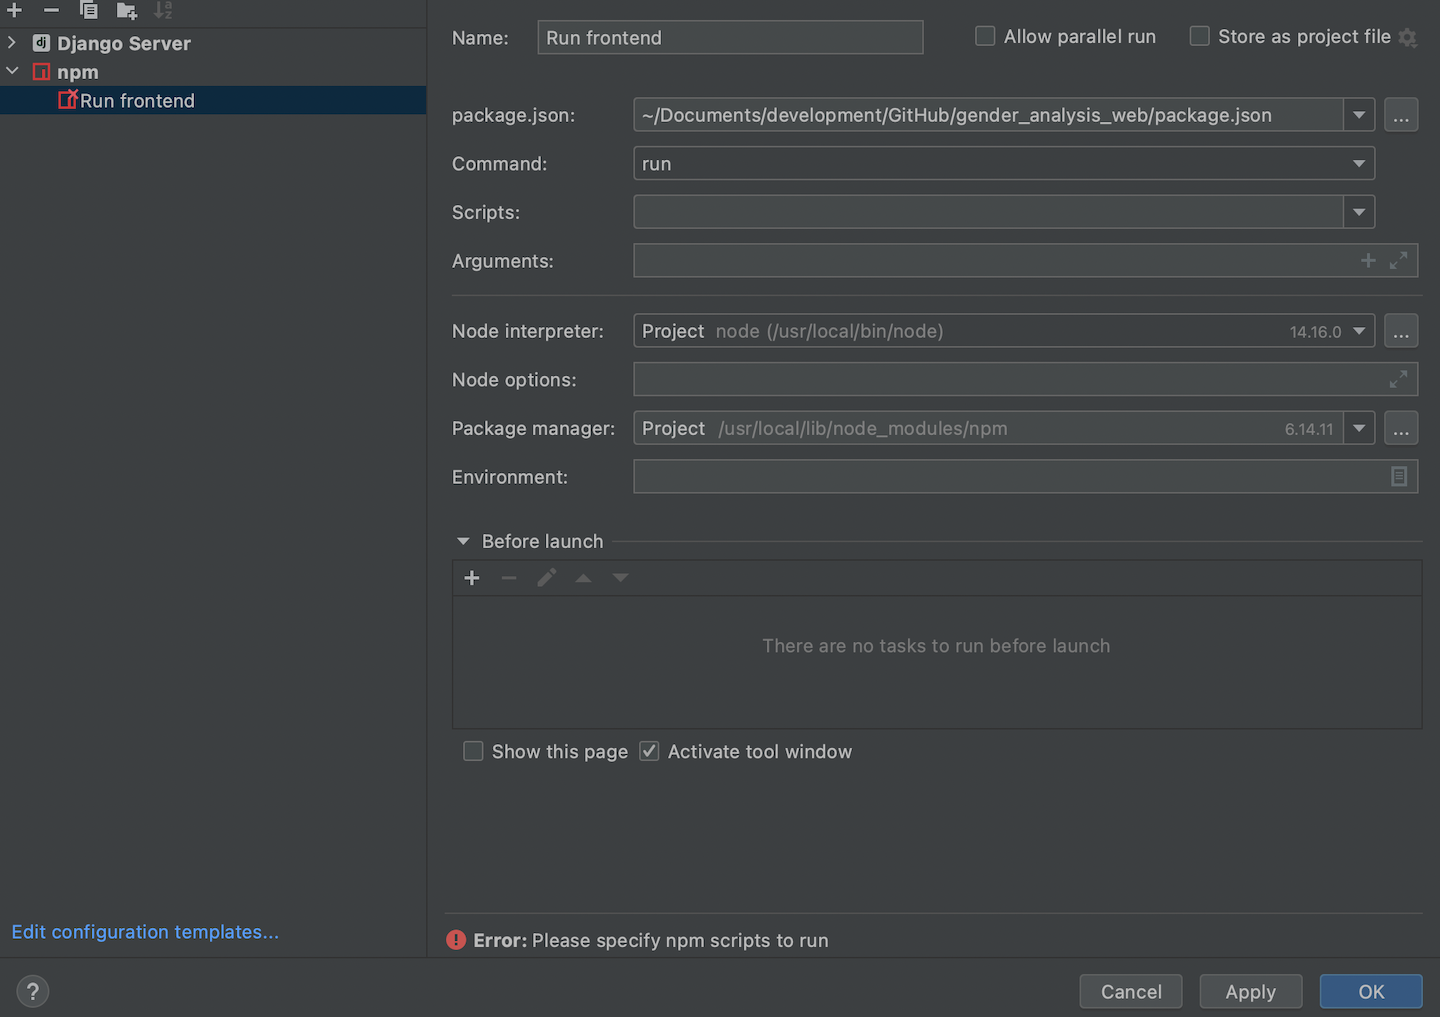 Django Server
npm
Run frontend
Edit configuration templates...
Name: Run frontend Allow parallel run Store as project file
package.json: ~/Documents/development/GitHub/gender_analysis_web/package.json ...
Command: run
Scripts:
Arguments:
Node interpreter: Project node (/usr/local/bin/node) 14.16.0 ...
Node options:
Package manager: Project /usr/local/lib/node_modules/npm 6.14.11 ...
Environment:
Before launch
There are no tasks to run before launch
Show this page Activate tool window
Error: Please specify npm scripts to run
? Cancel Apply OK